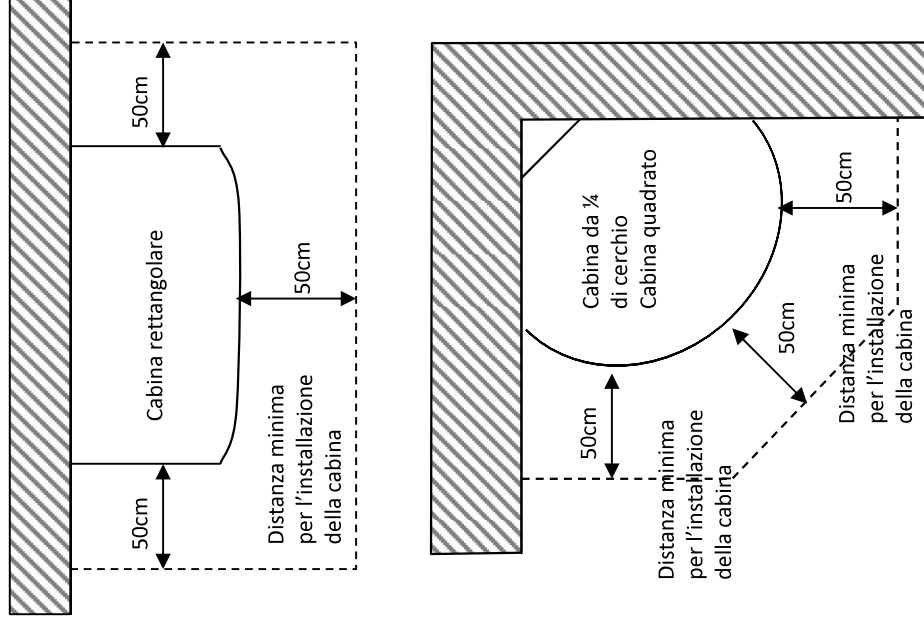 50cm
Cabina rettangolare
50cm
50cm
Distanza minima
per l’installazione
della cabina
Cabina da ¼
di cerchio
Cabina quadrato
50cm
50cm
50cm
Distanza minima
per l’installazione
della cabina
Distanza minima
per l’installazione
della cabina